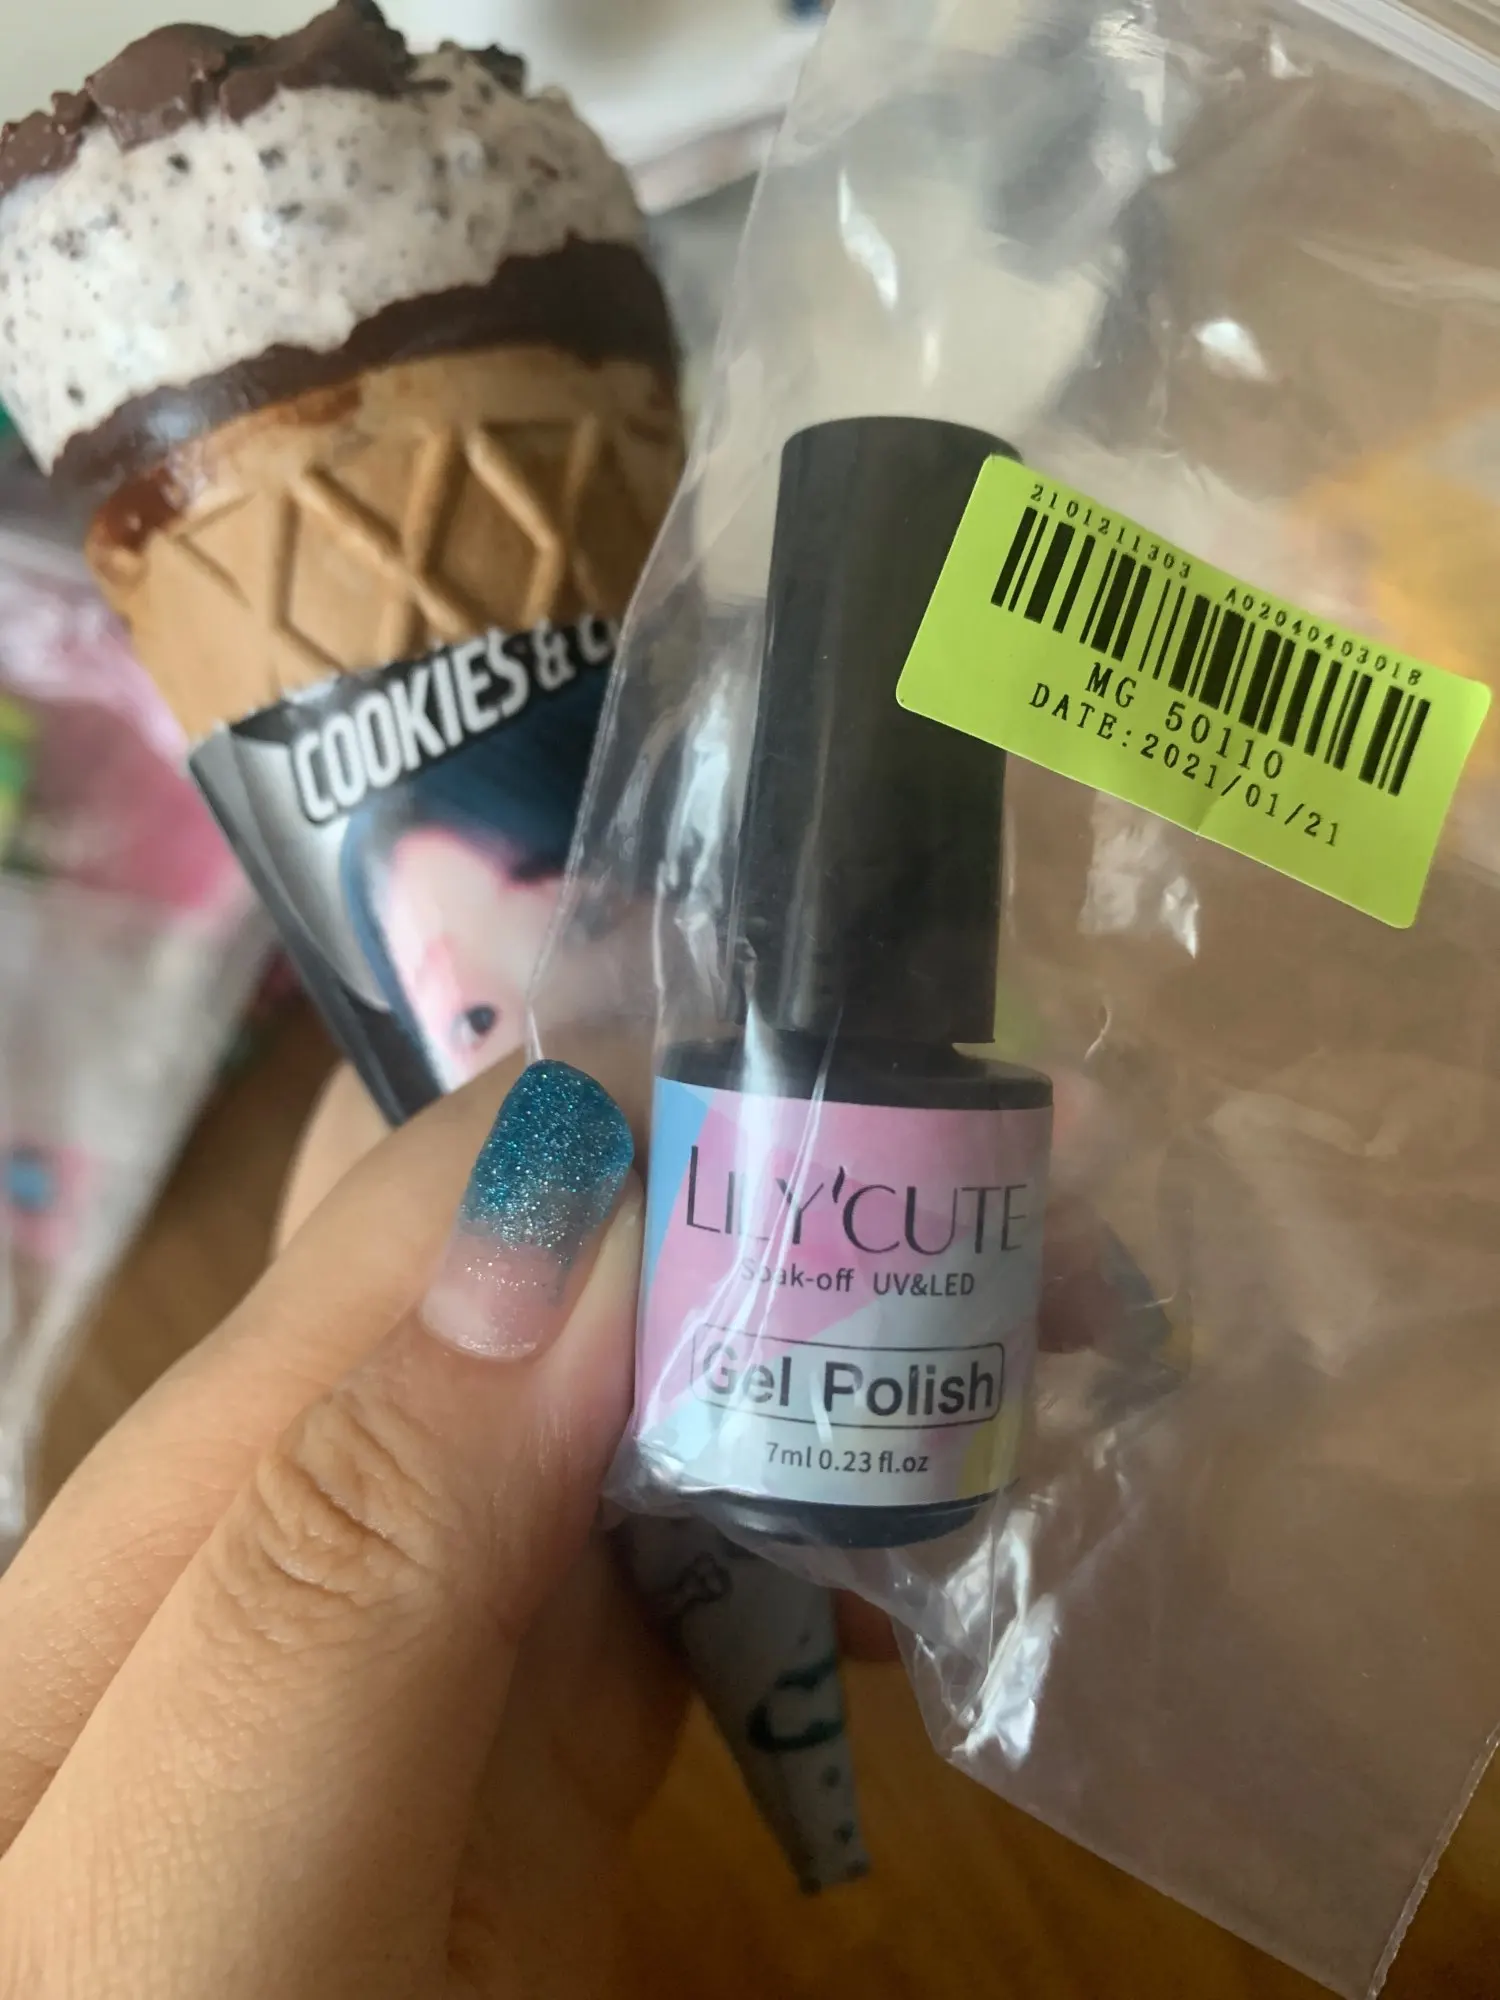 COOKIES &
2101211303 A02040403018
MG 50110
DATE:2021/01/21
LILY'CUTE
Soak-off UV&LED
Gel Polish
7ml 0.23 fl.oz